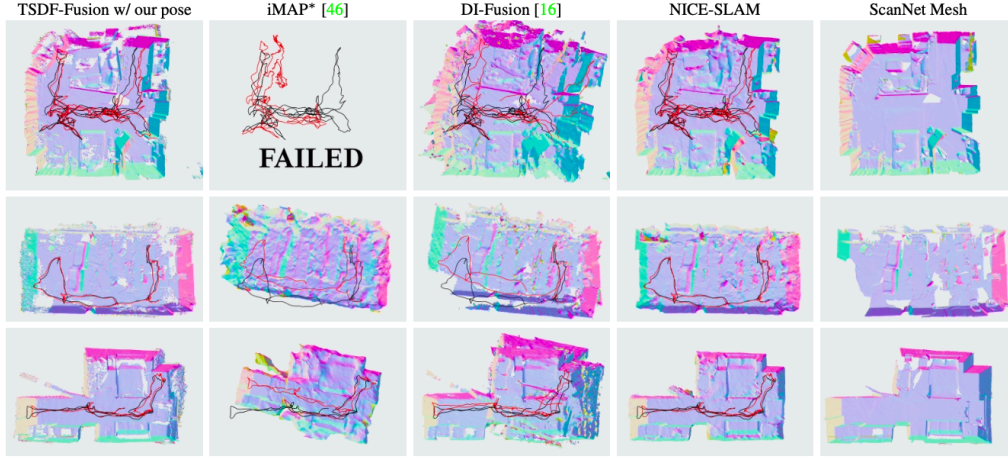 TSDF-Fusion w/ our pose iMAP* [46] DI-Fusion [16] NICE-SLAM ScanNet Mesh
FAILED